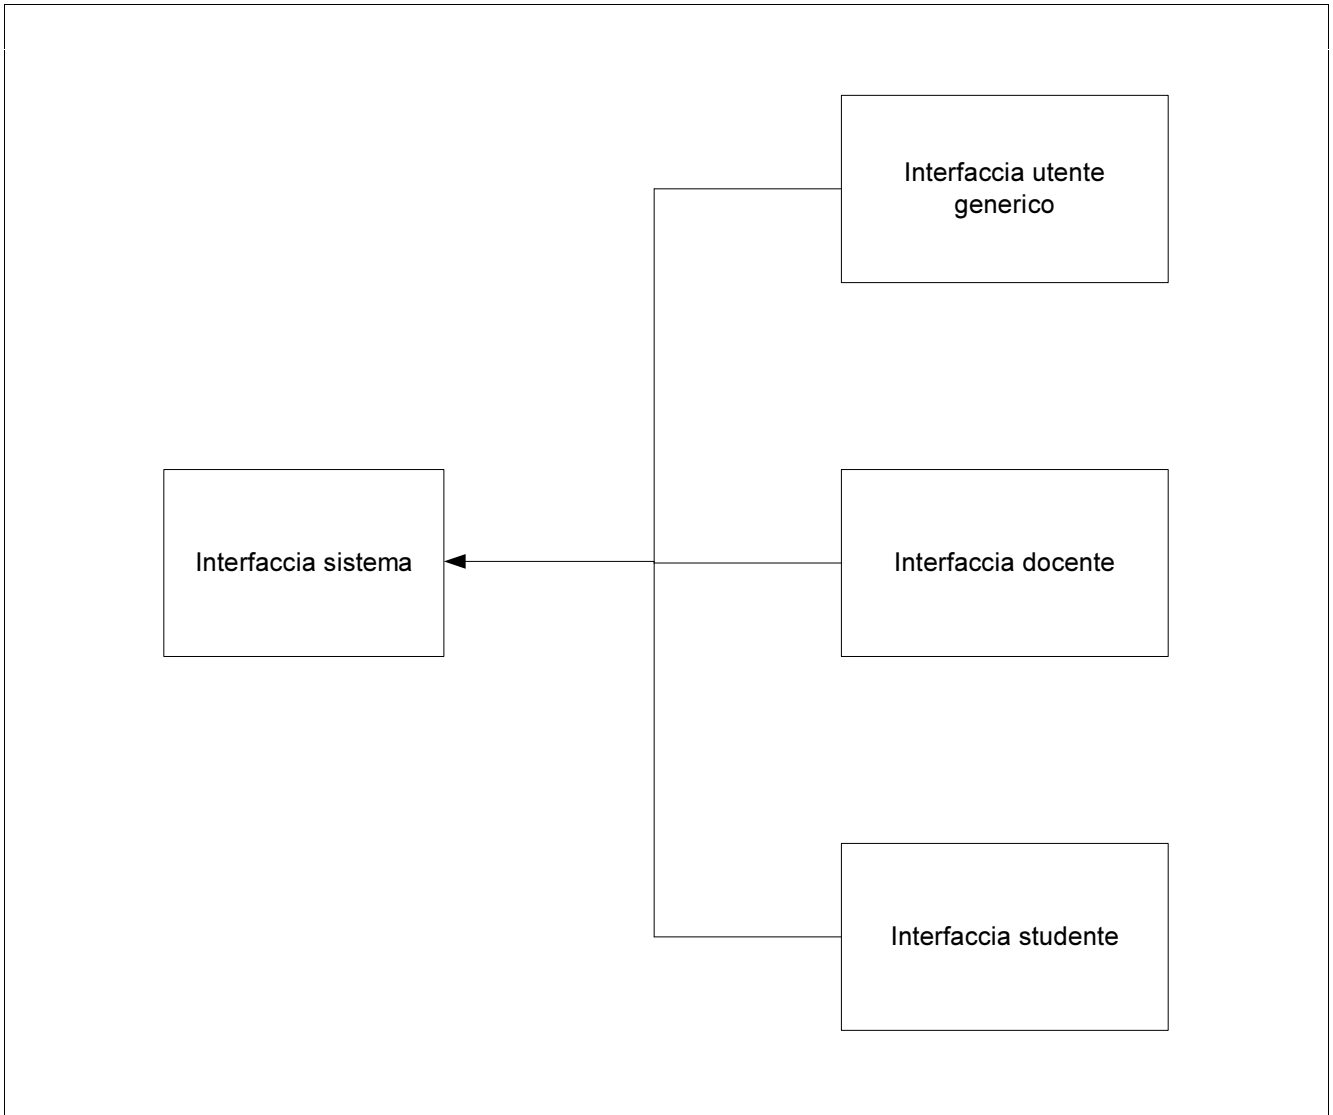 Interfaccia utente
generico
Interfaccia sistema
Interfaccia docente
Interfaccia studente